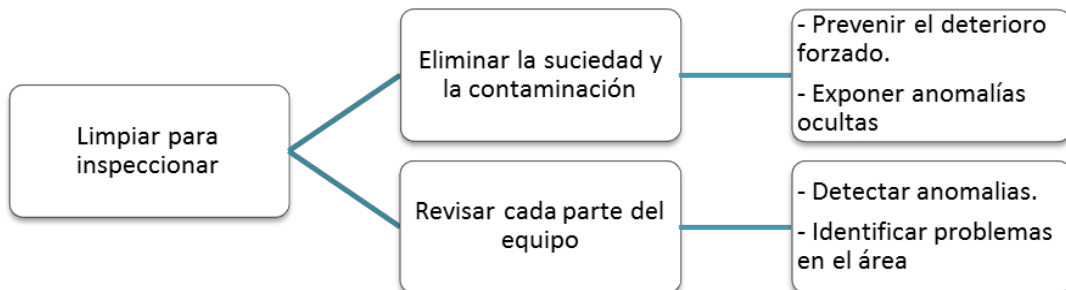 Limpiar para
inspeccionar
Eliminar la suciedad y
la contaminación
- Prevenir el deterioro
forzado.
- Exponer anomalías
ocultas
Revisar cada parte del
equipo
- Detectar anomalias.
- Identificar problemas
en el área